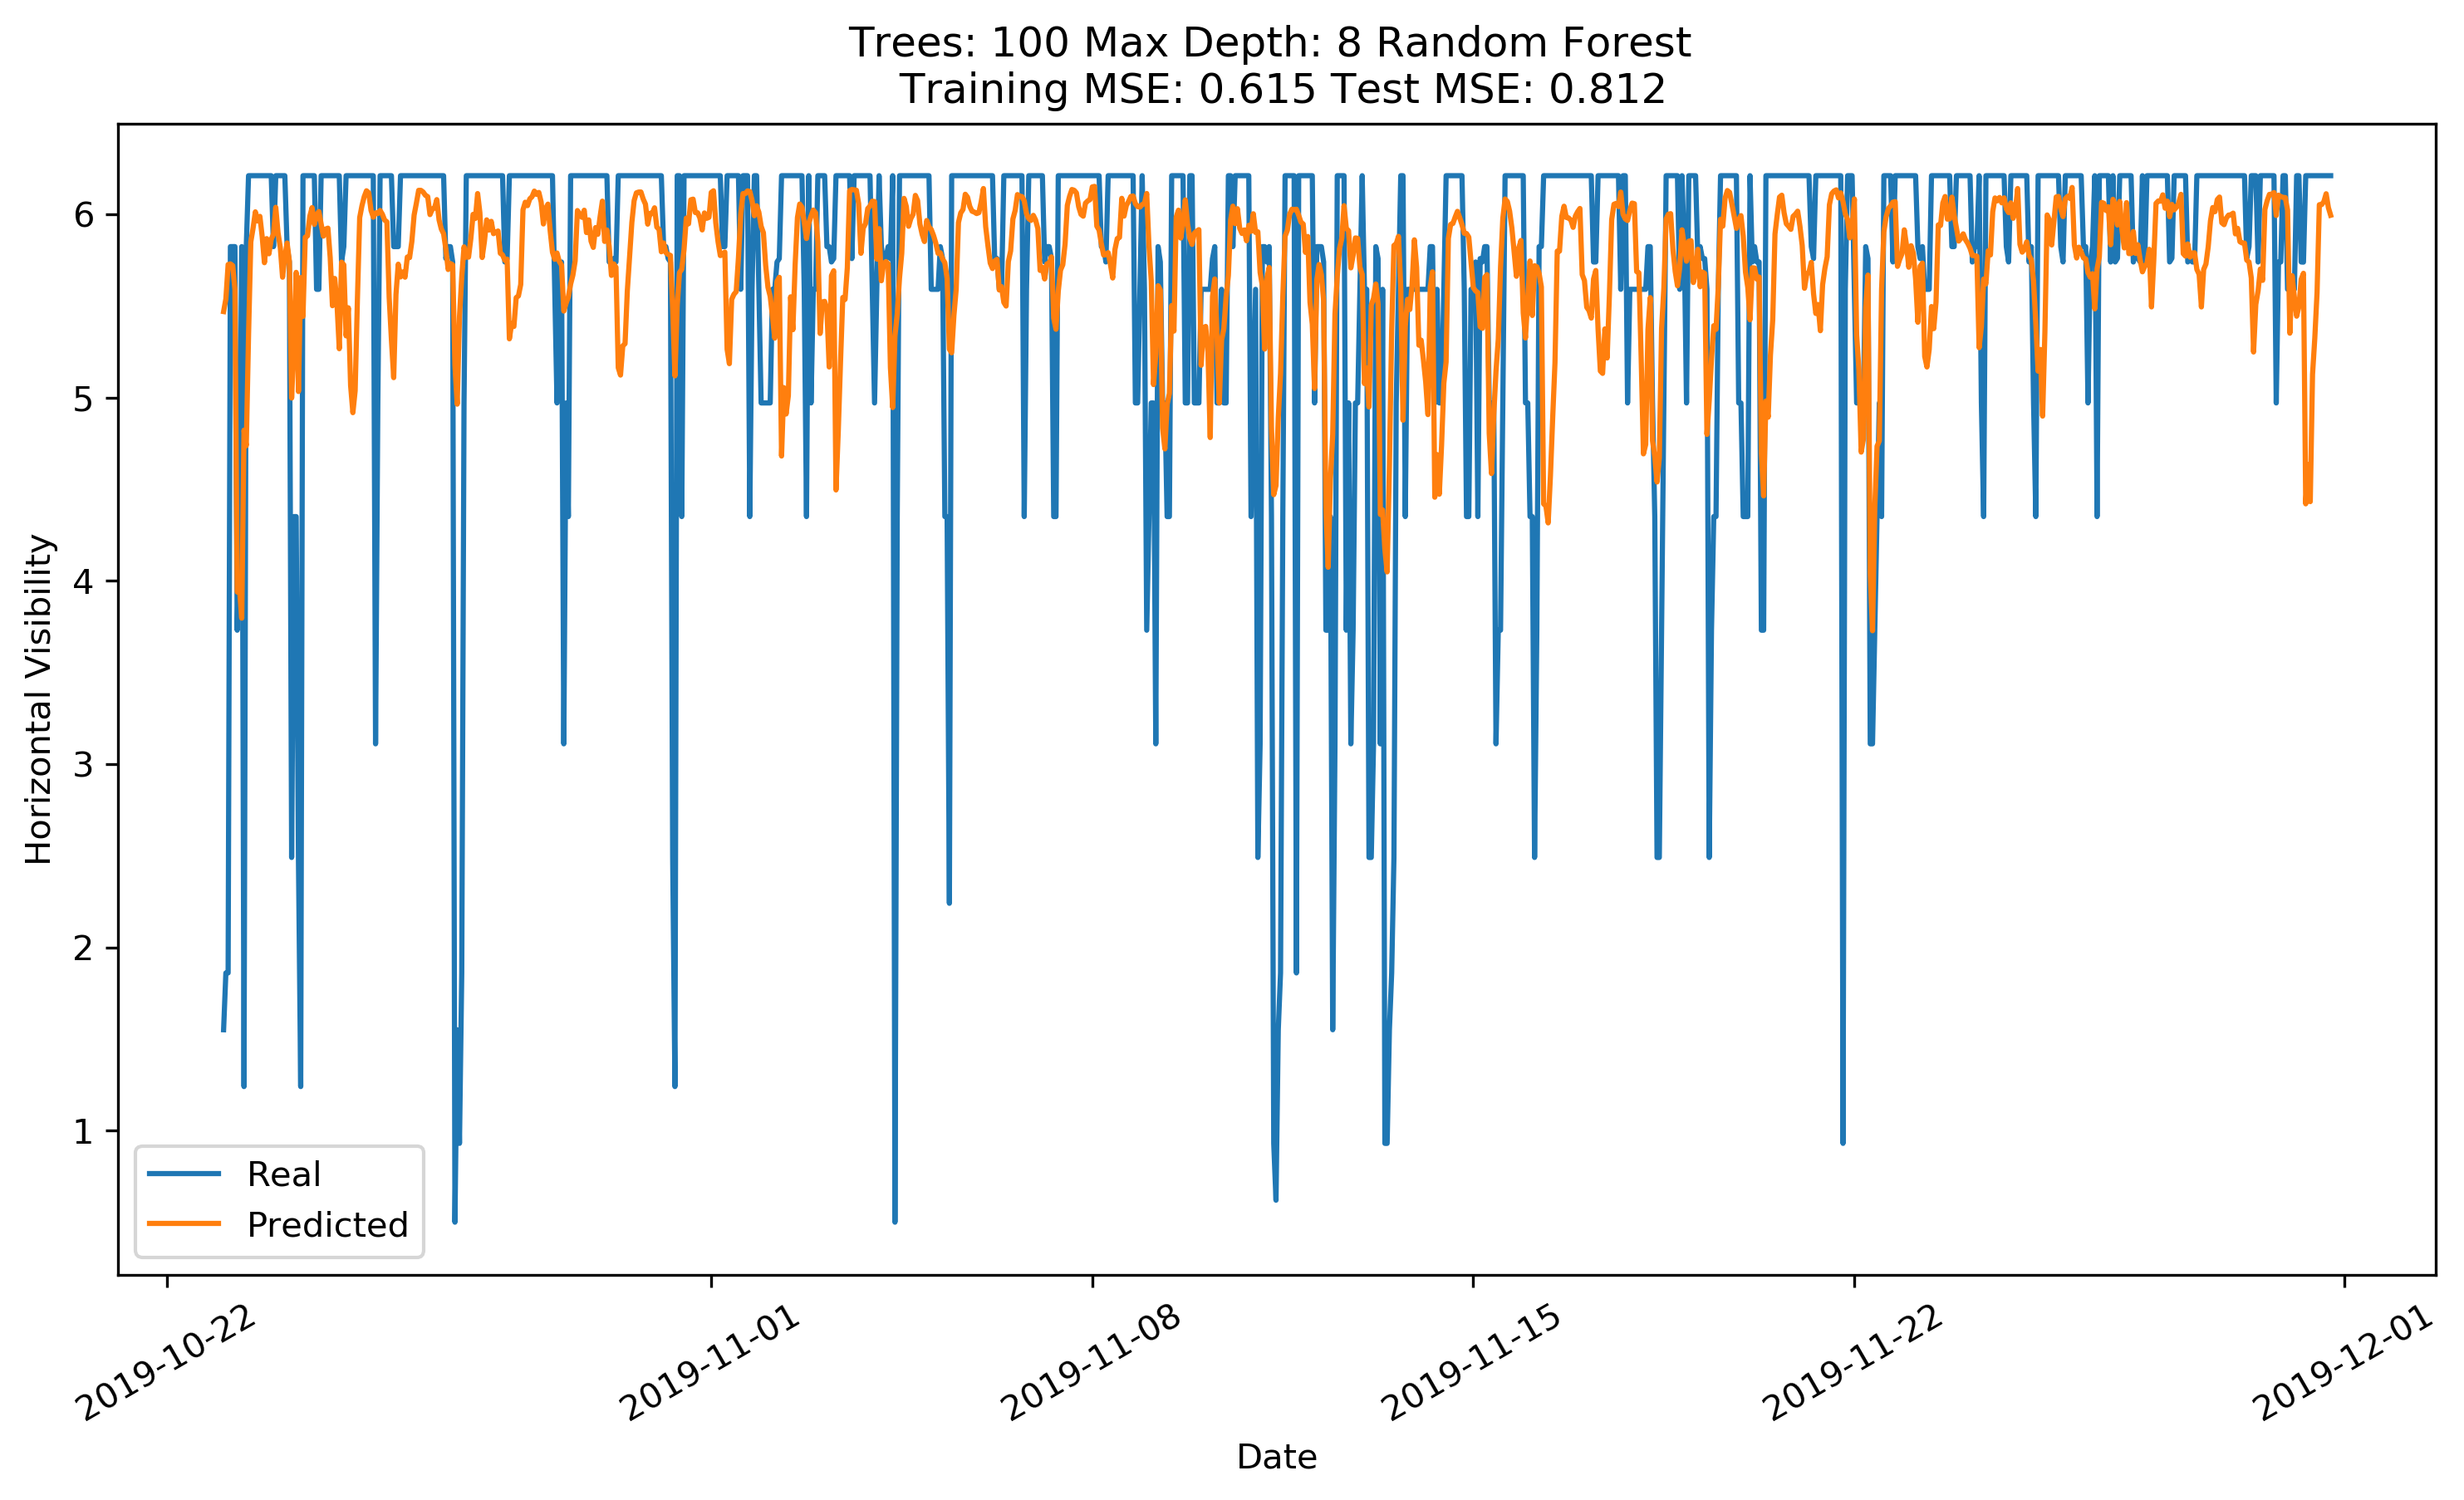 Trees: 100 Max Depth: 8 Random Forest
Training MSE: 0.615 Test MSE: 0.812
Horizontal Visibility
6
5
4
3
2
1
Real
Predicted
2019-10-22
2019-11-01
2019-11-08
2019-11-15
2019-11-22
2019-12-01
Date